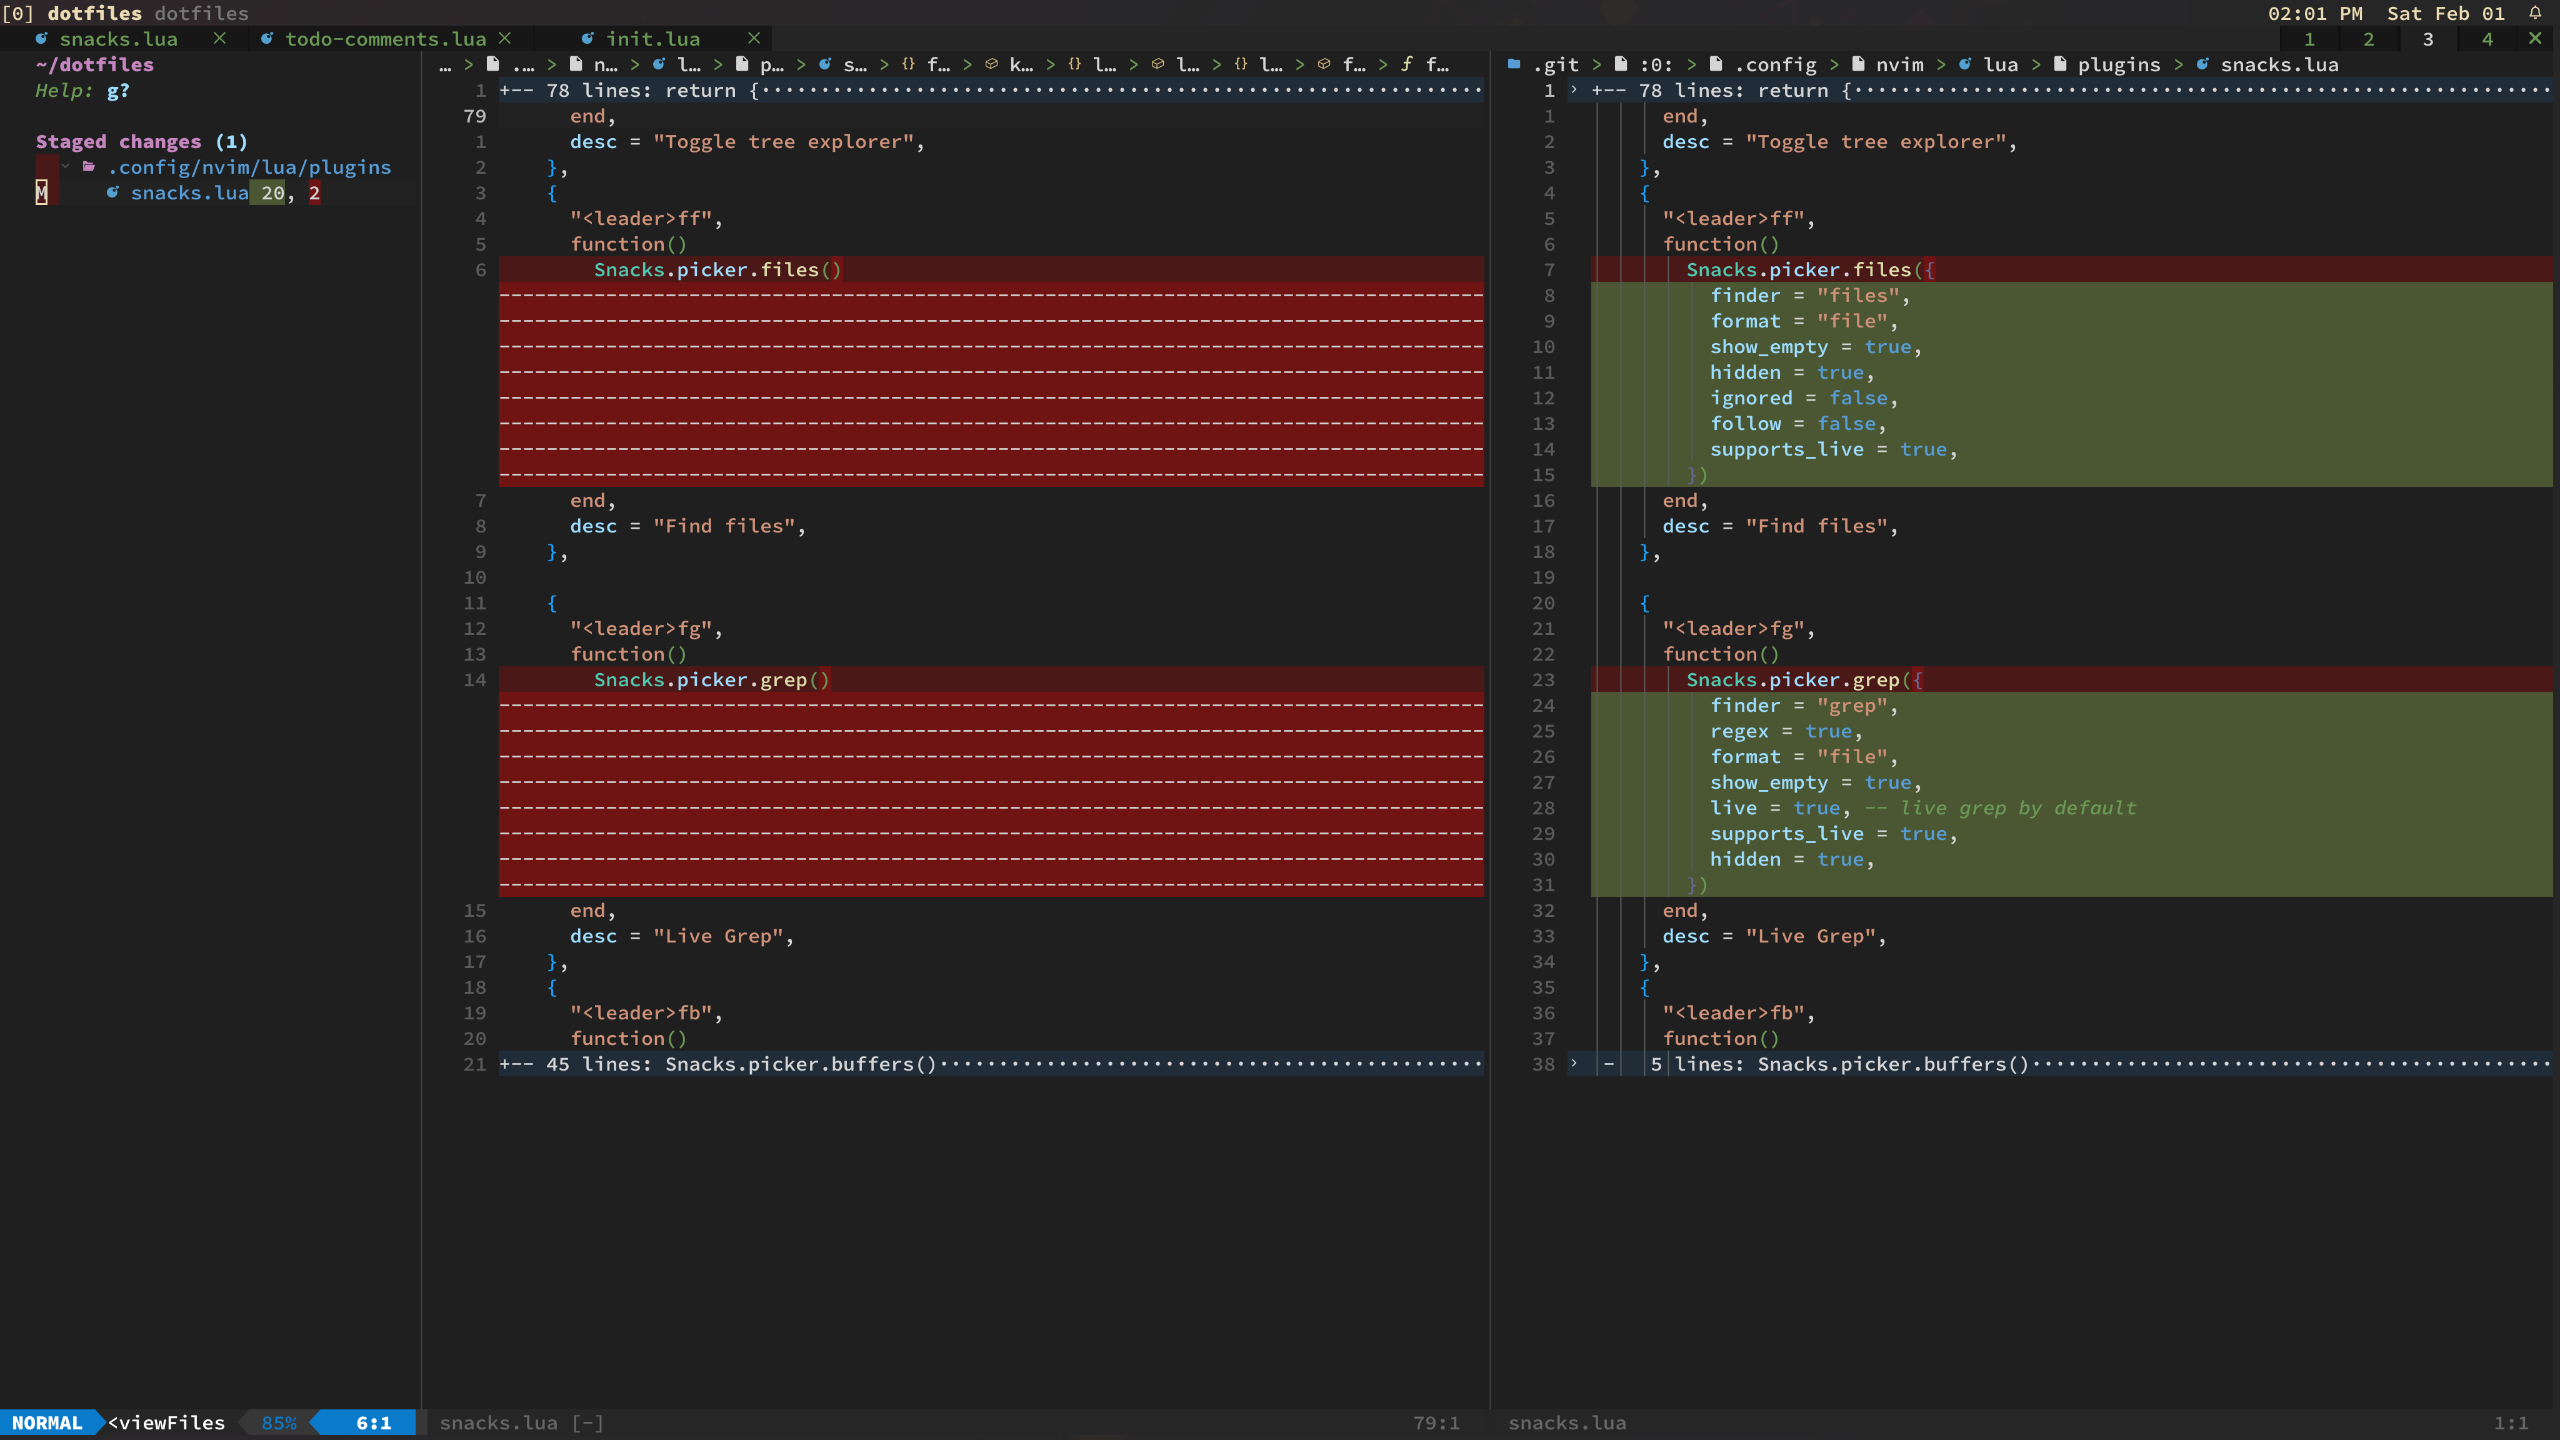 [0] dotfiles dotfiles
02:01 PM Sat Feb 01
snacks.lua × todo-comments.lua × init.lua ×
1 2 3 4 ×
~/dotfiles
Help: g?
Staged changes (1)
.config/nvim/lua/plugins
M snacks.lua 20, 2
… > .… > n… > l… > p… > s… > {} f… > k… > {} l… > l… > {} l… > f… > ƒ f…
1 +-- 78 lines: return {·····························································
79 end,
1 desc = "Toggle tree explorer",
2 },
3 {
4 "<leader>ff",
5 function()
6 Snacks.picker.files()
-----------------------------------------------------------------------------------
-----------------------------------------------------------------------------------
-----------------------------------------------------------------------------------
-----------------------------------------------------------------------------------
-----------------------------------------------------------------------------------
-----------------------------------------------------------------------------------
-----------------------------------------------------------------------------------
-----------------------------------------------------------------------------------
7 end,
8 desc = "Find files",
9 },
10
11 {
12 "<leader>fg",
13 function()
14 Snacks.picker.grep()
-----------------------------------------------------------------------------------
-----------------------------------------------------------------------------------
-----------------------------------------------------------------------------------
-----------------------------------------------------------------------------------
-----------------------------------------------------------------------------------
-----------------------------------------------------------------------------------
-----------------------------------------------------------------------------------
-----------------------------------------------------------------------------------
15 end,
16 desc = "Live Grep",
17 },
18 {
19 "<leader>fb",
20 function()
21 +-- 45 lines: Snacks.picker.buffers()··············································
.git > :0: > .config > nvim > lua > plugins > snacks.lua
1 > +-- 78 lines: return {···························································
1 end,
2 desc = "Toggle tree explorer",
3 },
4 {
5 "<leader>ff",
6 function()
7 Snacks.picker.files({
8 finder = "files",
9 format = "file",
10 show_empty = true,
11 hidden = true,
12 ignored = false,
13 follow = false,
14 supports_live = true,
15 })
16 end,
17 desc = "Find files",
18 },
19
20 {
21 "<leader>fg",
22 function()
23 Snacks.picker.grep({
24 finder = "grep",
25 regex = true,
26 format = "file",
27 show_empty = true,
28 live = true, -- live grep by default
29 supports_live = true,
30 hidden = true,
31 })
32 end,
33 desc = "Live Grep",
34 },
35 {
36 "<leader>fb",
37 function()
38 > - 5 lines: Snacks.picker.buffers()············································
NORMAL <viewFiles 85% 6:1 snacks.lua [-] 79:1 snacks.lua 1:1